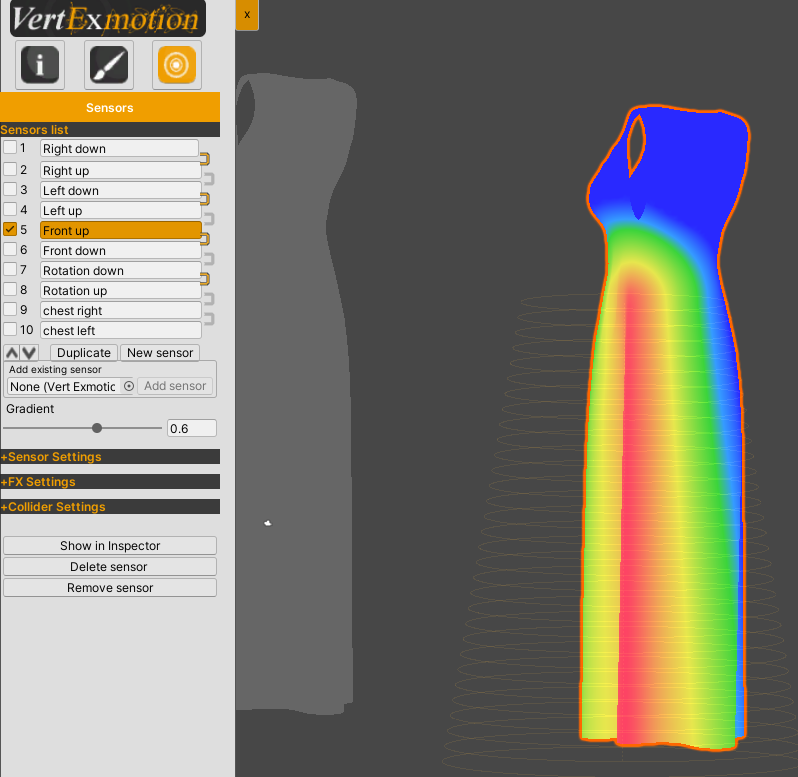 VertExmotion
x
i
Sensors
Sensors list
1 Right down
2 Right up
3 Left down
4 Left up
5 Front up
6 Front down
7 Rotation down
8 Rotation up
9 chest right
10 chest left
Duplicate New sensor
Add existing sensor
None (Vert Exmotic Add sensor
Gradient
0.6
+Sensor Settings
+FX Settings
+Collider Settings
Show in Inspector
Delete sensor
Remove sensor